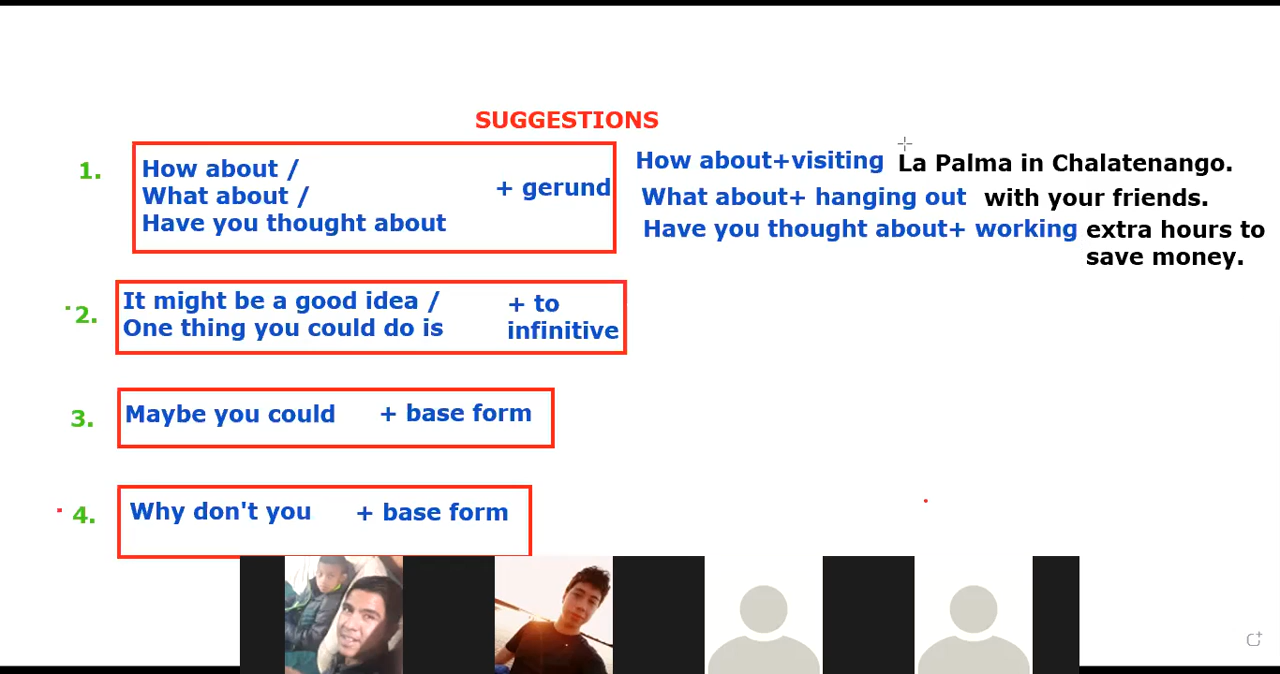 SUGGESTIONS
1.
How about /
What about /
Have you thought about
+ gerund
How about+visiting La Palma in Chalatenango.
What about+ hanging out with your friends.
Have you thought about+ working extra hours to
save money.
2.
It might be a good idea /
One thing you could do is
+ to
infinitive
3.
Maybe you could + base form
4.
Why don't you + base form